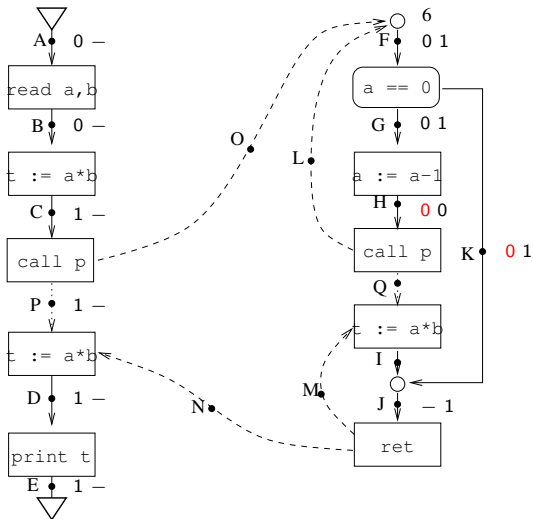 A 0 –
read a,b
B 0 –
t := a*b
C 1 –
call p
P 1 –
t := a*b
D 1 –
print t
E 1 –
O
L
N
M
6
F 0 1
a == 0
G 0 1
a := a-1
H 0 0
call p
K 0 1
Q
t := a*b
I
J – 1
ret